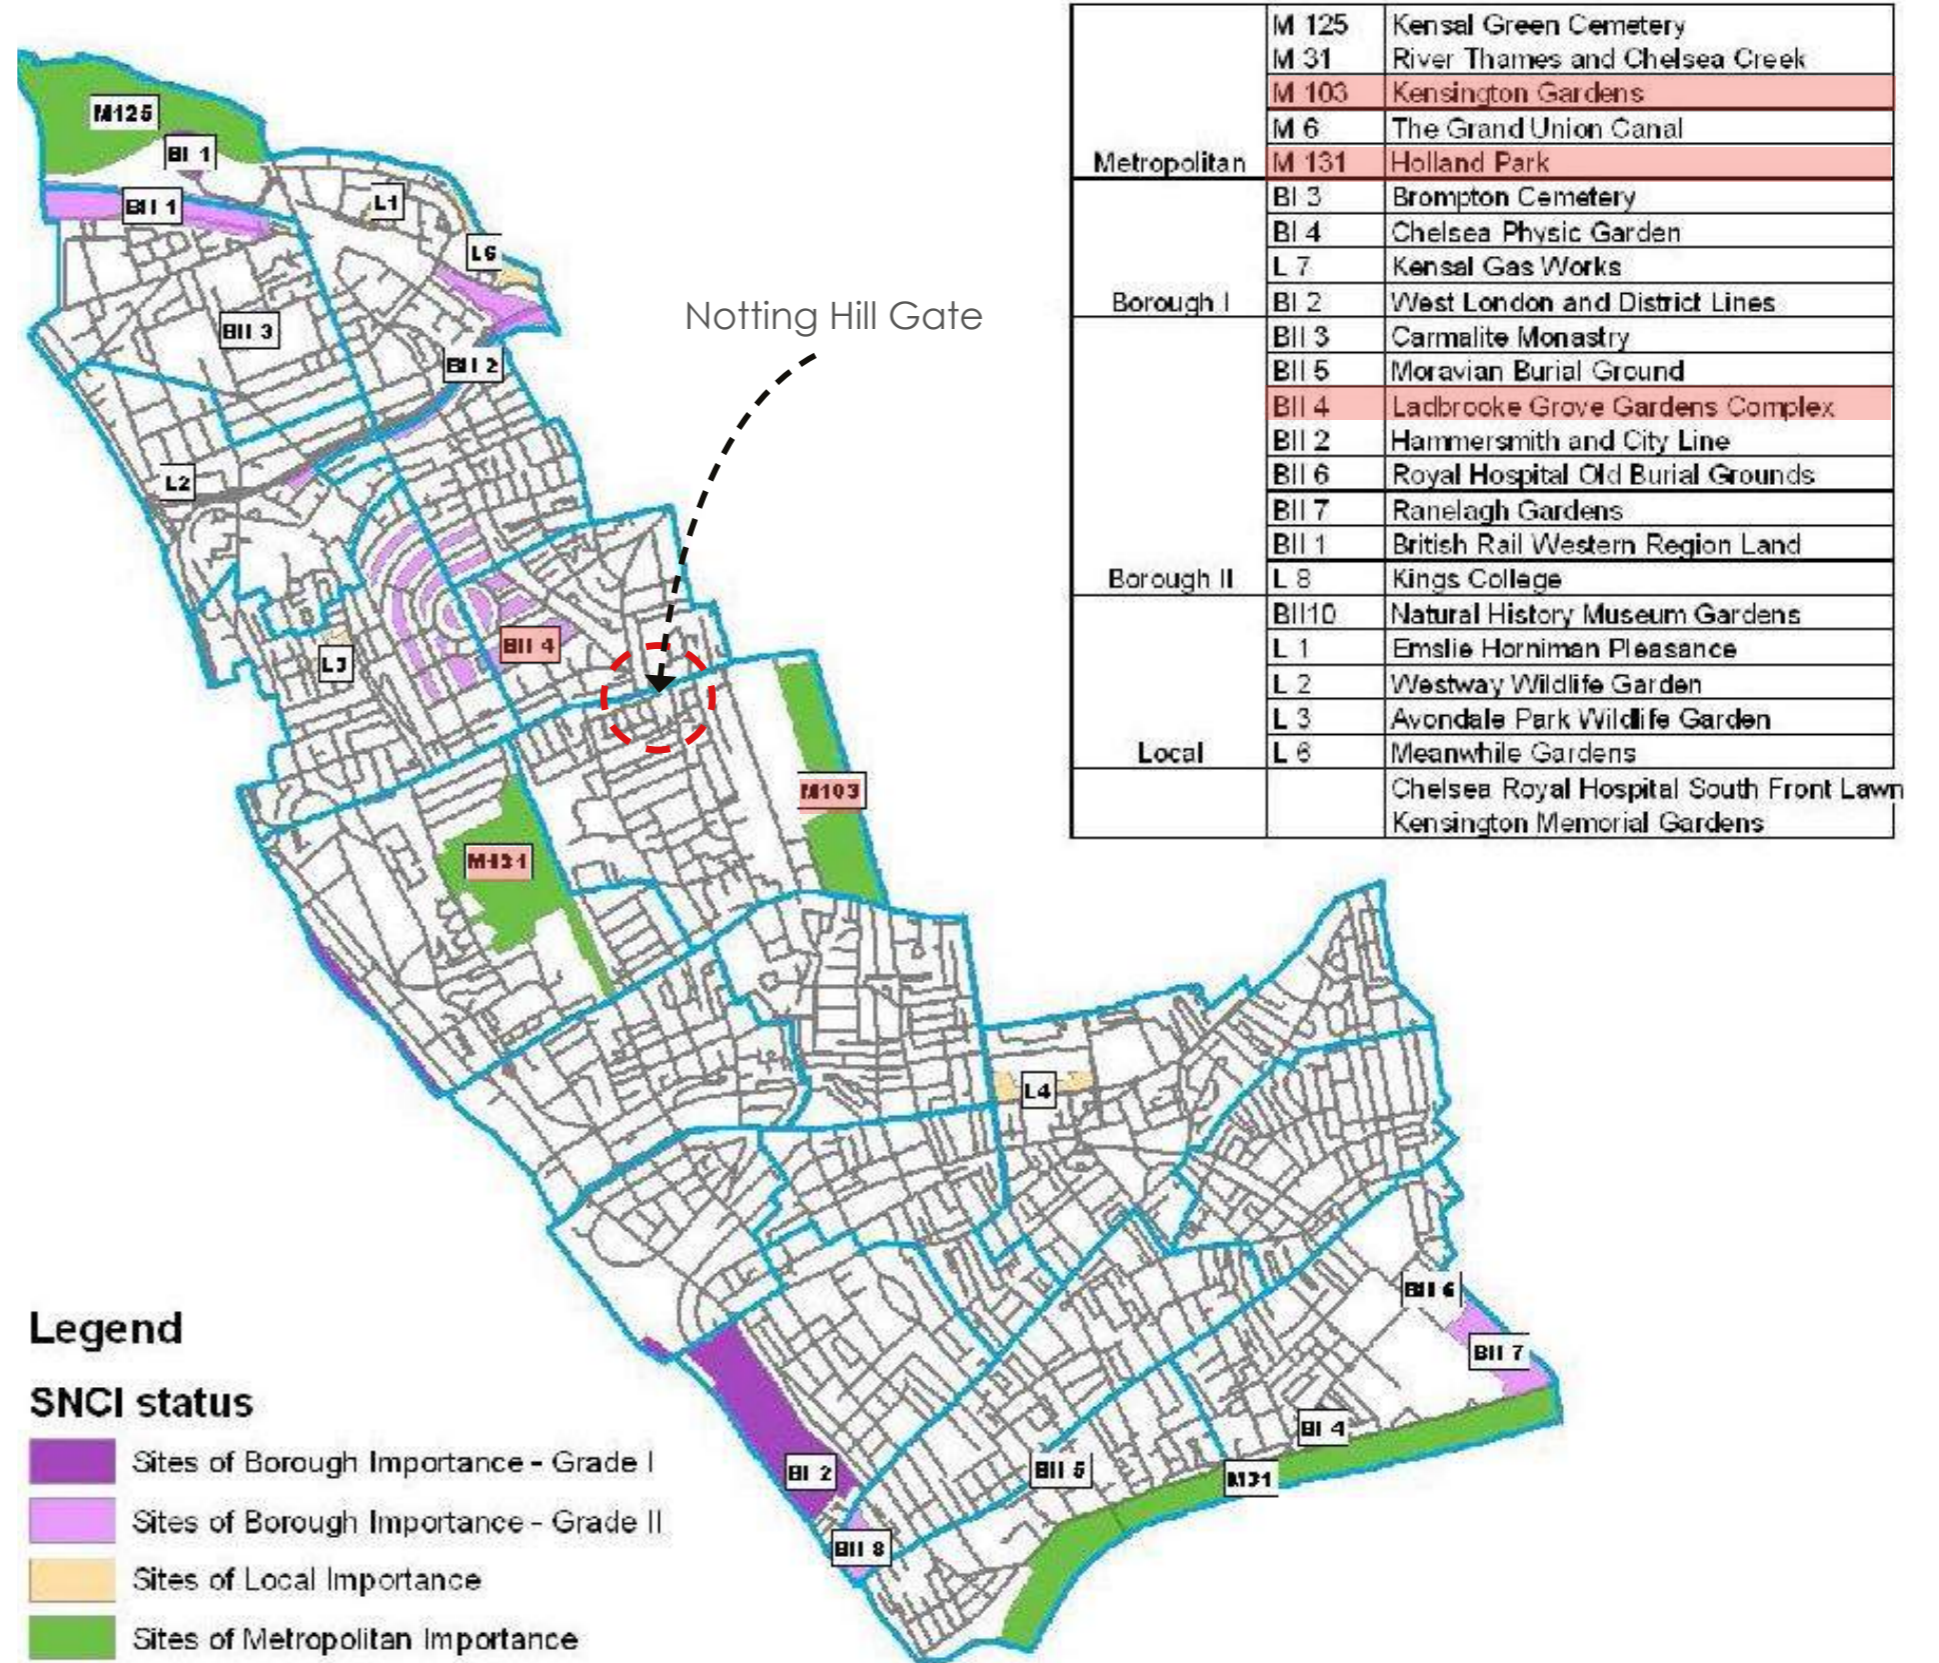 M 125 Kensal Green Cemetery
M 31 River Thames and Chelsea Creek
M 103 Kensington Gardens
M 6 The Grand Union Canal
Metropolitan M 131 Holland Park
BI 3 Brompton Cemetery
BI 4 Chelsea Physic Garden
L 7 Kensal Gas Works
Borough I BI 2 West London and District Lines
BII 3 Carmalite Monastry
BII 5 Moravian Burial Ground
BII 4 Ladbrooke Grove Gardens Complex
BII 2 Hammersmith and City Line
BII 6 Royal Hospital Old Burial Grounds
BII 7 Ranelagh Gardens
BII 1 British Rail Western Region Land
Borough II L 8 Kings College
BII10 Natural History Museum Gardens
L 1 Emslie Horniman Pleasance
L 2 Westway Wildlife Garden
L 3 Avondale Park Wildlife Garden
Local L 6 Meanwhile Gardens
Chelsea Royal Hospital South Front Lawn
Kensington Memorial Gardens
M125
BI 1
BII 1
L1
L6
BII 3
Notting Hill Gate
BII 2
L2
BII 4
L3
M103
M131
L4
BII 6
BII 7
BI 4
BI 2
BII 5
M31
BII 8
Legend
SNCI status
Sites of Borough Importance - Grade I
Sites of Borough Importance - Grade II
Sites of Local Importance
Sites of Metropolitan Importance